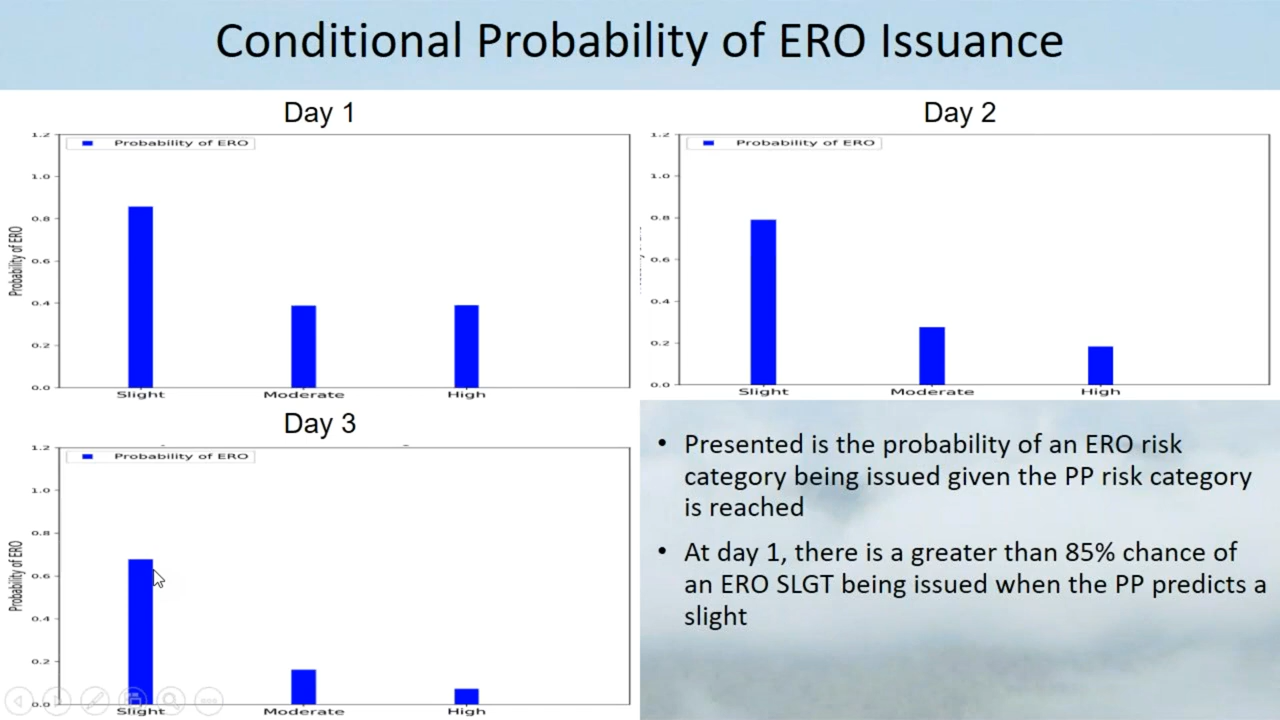 Conditional Probability of ERO Issuance
Day 1
1.2
Probability of ERO
1.0
0.8
0.6
0.4
0.2
0.0
Probability of ERO
Slight
Moderate
High
Day 2
1.2
Probability of ERO
1.0
0.8
0.6
0.4
0.2
0.0
Slight
Moderate
High
Day 3
1.2
Probability of ERO
1.0
0.8
0.6
0.4
0.2
0.0
Probability of ERO
Slight
Moderate
High
• Presented is the probability of an ERO risk
category being issued given the PP risk category
is reached
• At day 1, there is a greater than 85% chance of
an ERO SLGT being issued when the PP predicts a
slight